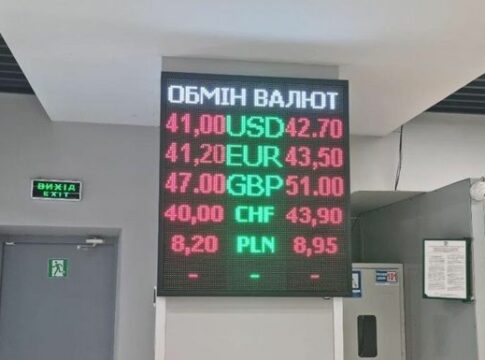 ОБМІН ВАЛЮТ
41,00 USD 42.70
41,20 EUR 43,50
47.00 GBP 51.00
40,00 CHF 43,90
8,20 PLN 8,95
- - -
ВИХІД
EXIT